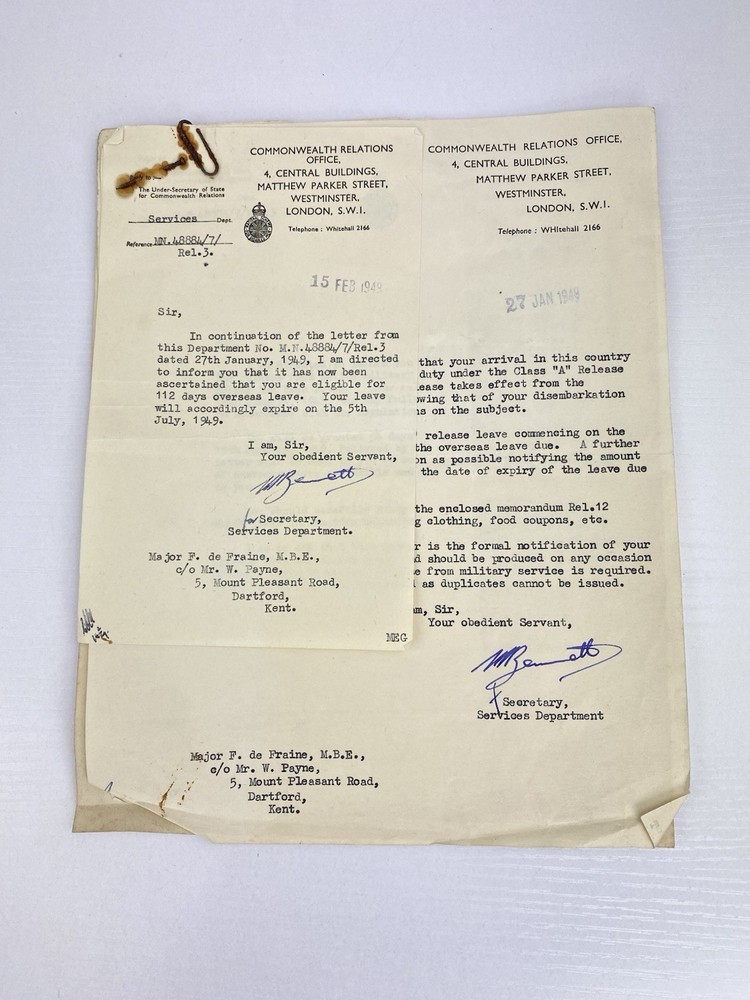 The Under-Secretary of State
for Commonwealth Relations
Services Dept.
Reference MN.48884/7/
Rel.3.
COMMONWEALTH RELATIONS
OFFICE,
4, CENTRAL BUILDINGS,
MATTHEW PARKER STREET,
WESTMINSTER,
LONDON, S.W.1.
Telephone : WHitehall 2166
15 FEB 1949
Sir,
In continuation of the letter from
this Department No. M.N.48884/7/Rel.3
dated 27th January, 1949, I am directed
to inform you that it has now been
ascertained that you are eligible for
112 days overseas leave. Your leave
will accordingly expire on the 5th
July, 1949.
I am, Sir,
Your obedient Servant,
MBennett
for Secretary,
Services Department.
Major F. de Fraine, M.B.E.,
c/o Mr. W. Payne,
5, Mount Pleasant Road,
Dartford,
Kent.
MEG
COMMONWEALTH RELATIONS OFFICE,
4, CENTRAL BUILDINGS,
MATTHEW PARKER STREET,
WESTMINSTER,
LONDON, S.W.1.
Telephone : WHitehall 2166
27 JAN 1949
that your arrival in this country
duty under the Class "A" Release
ease takes effect from the
wing that of your disembarkation
ns on the subject.
release leave commencing on the
the overseas leave due. A further
on as possible notifying the amount
the date of expiry of the leave due
the enclosed memorandum Rel.12
g clothing, food coupons, etc.
r is the formal notification of your
d should be produced on any occasion
e from military service is required.
as duplicates cannot be issued.
am, Sir,
Your obedient Servant,
MBennett
f Secretary,
Services Department
Major F. de Fraine, M.B.E.,
c/o Mr. W. Payne,
5, Mount Pleasant Road,
Dartford,
Kent.